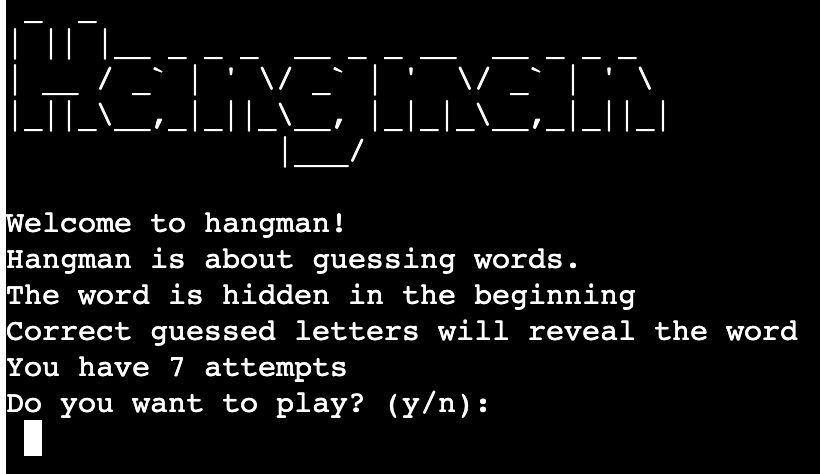 Hangman
Welcome to hangman!
Hangman is about guessing words.
The word is hidden in the beginning
Correct guessed letters will reveal the word
You have 7 attempts
Do you want to play? (y/n):